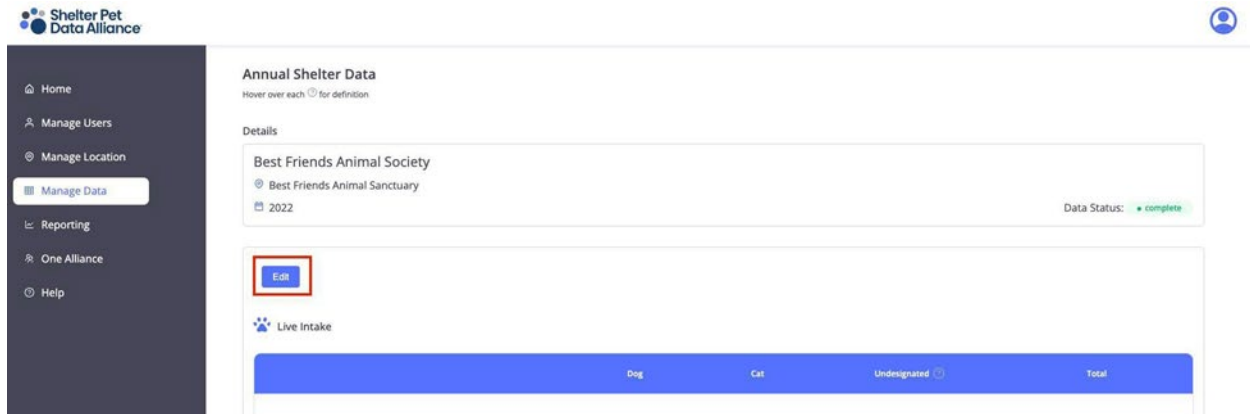 Shelter Pet
Data Alliance
Home
Manage Users
Manage Location
Manage Data
Reporting
One Alliance
Help
Annual Shelter Data
Hover over each ? for definition
Details
Best Friends Animal Society
Best Friends Animal Sanctuary
2022
Data Status: complete
Edit
Live Intake
Dog Cat Undesignated ? Total